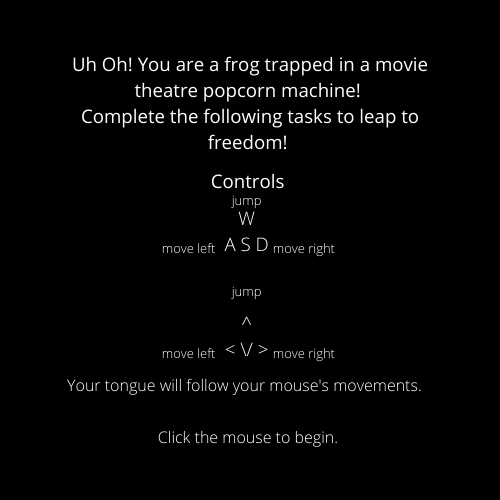 Uh Oh! You are a frog trapped in a movie
theatre popcorn machine!
Complete the following tasks to leap to
freedom!
Controls
jump
W
move left A S D move right
jump
^
move left < \/ > move right
Your tongue will follow your mouse's movements.
Click the mouse to begin.